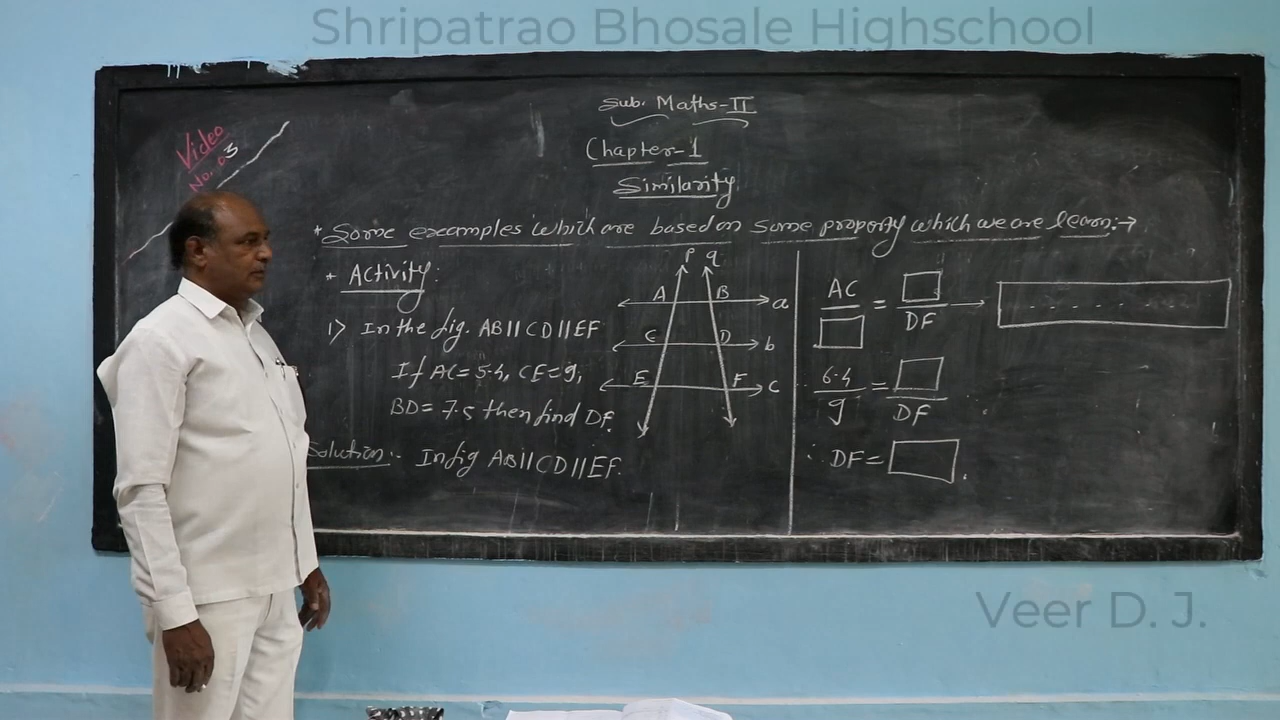 Shripatrao Bhosale Highschool
Sub. Maths-II
Video
No. 03
Chapter-1
Similarity
* Some examples which are based on some property which we are learn:→
* Activity:
1) In the fig. AB||CD||EF
If AC=5.4, CE=9,
BD=7.5 then find DF.
Solution:- In fig AB||CD||EF.
p q
A B a
C D b
E F c
AC = →
DF
6.4 =
9 DF
∴ DF= .
Veer D. J.